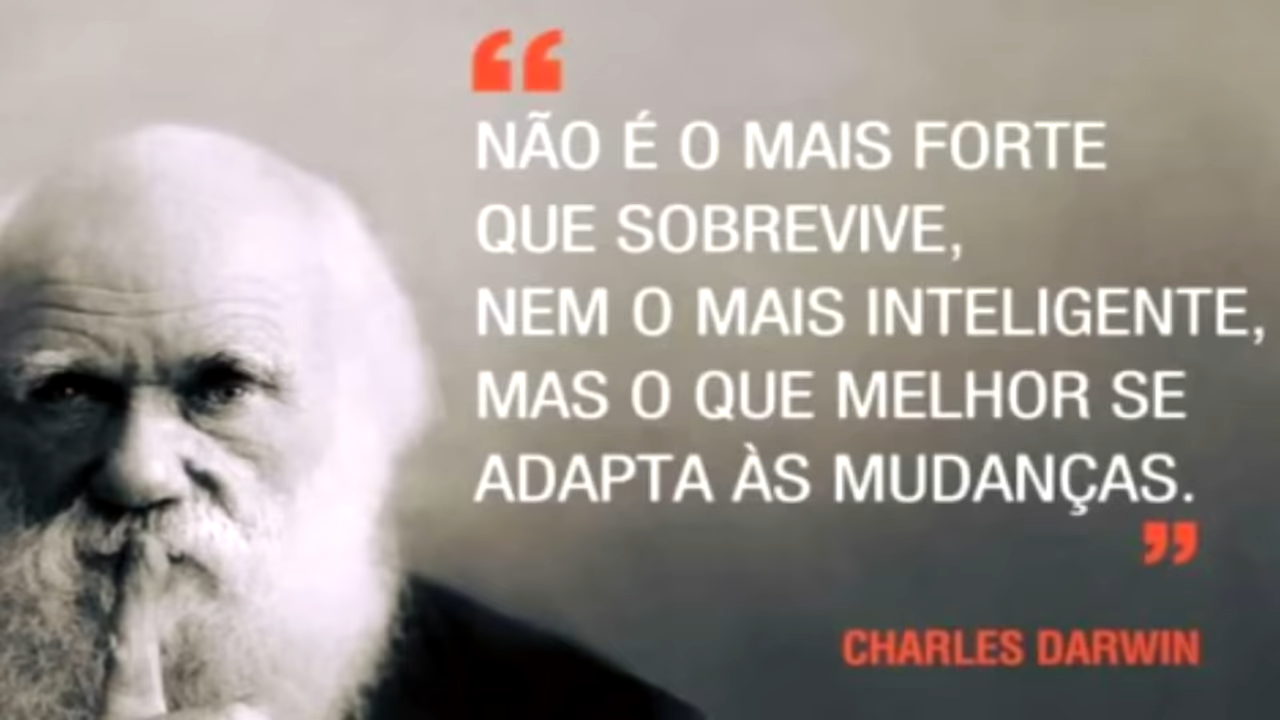 “
NÃO É O MAIS FORTE
QUE SOBREVIVE,
NEM O MAIS INTELIGENTE,
MAS O QUE MELHOR SE
ADAPTA ÀS MUDANÇAS.
”
CHARLES DARWIN